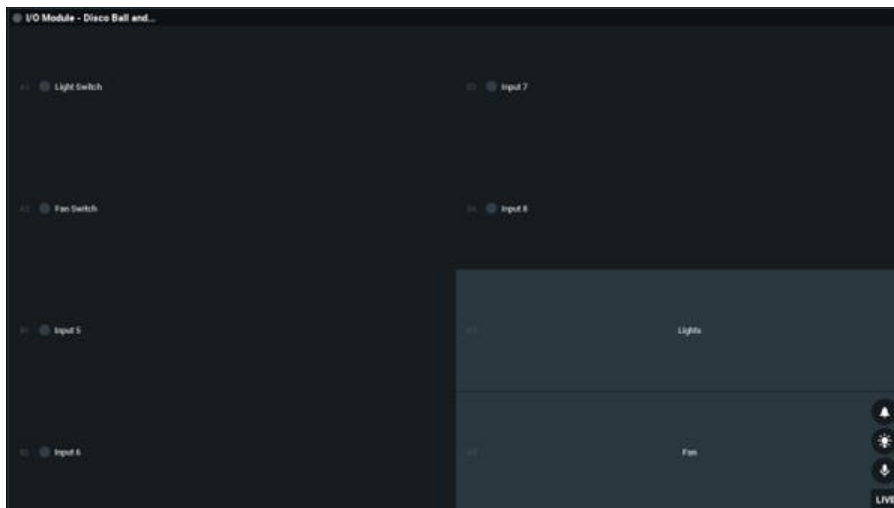 I/O Module - Disco Ball and...
Light Switch
Input 7
Fan Switch
Input 8
Input 5
Lights
Input 6
Fan
LIVE